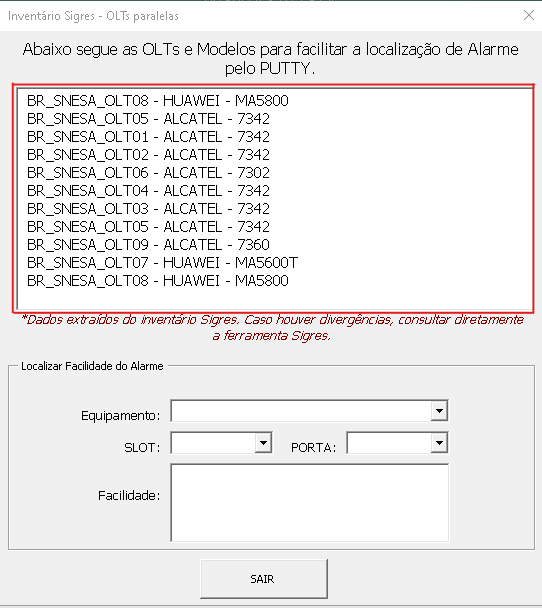 Inventário Sigres - OLTs paralelas
Abaixo segue as OLTs e Modelos para facilitar a localização de Alarme
pelo PUTTY.
BR_SNESA_OLT08 - HUAWEI - MA5800
BR_SNESA_OLT05 - ALCATEL - 7342
BR_SNESA_OLT01 - ALCATEL - 7342
BR_SNESA_OLT02 - ALCATEL - 7342
BR_SNESA_OLT06 - ALCATEL - 7302
BR_SNESA_OLT04 - ALCATEL - 7342
BR_SNESA_OLT03 - ALCATEL - 7342
BR_SNESA_OLT05 - ALCATEL - 7342
BR_SNESA_OLT09 - ALCATEL - 7360
BR_SNESA_OLT07 - HUAWEI - MA5600T
BR_SNESA_OLT08 - HUAWEI - MA5800
*Dados extraídos do inventário Sigres. Caso houver divergências, consultar diretamente
a ferramenta Sigres.
Localizar Facilidade do Alarme
Equipamento:
SLOT: PORTA:
Facilidade:
SAIR